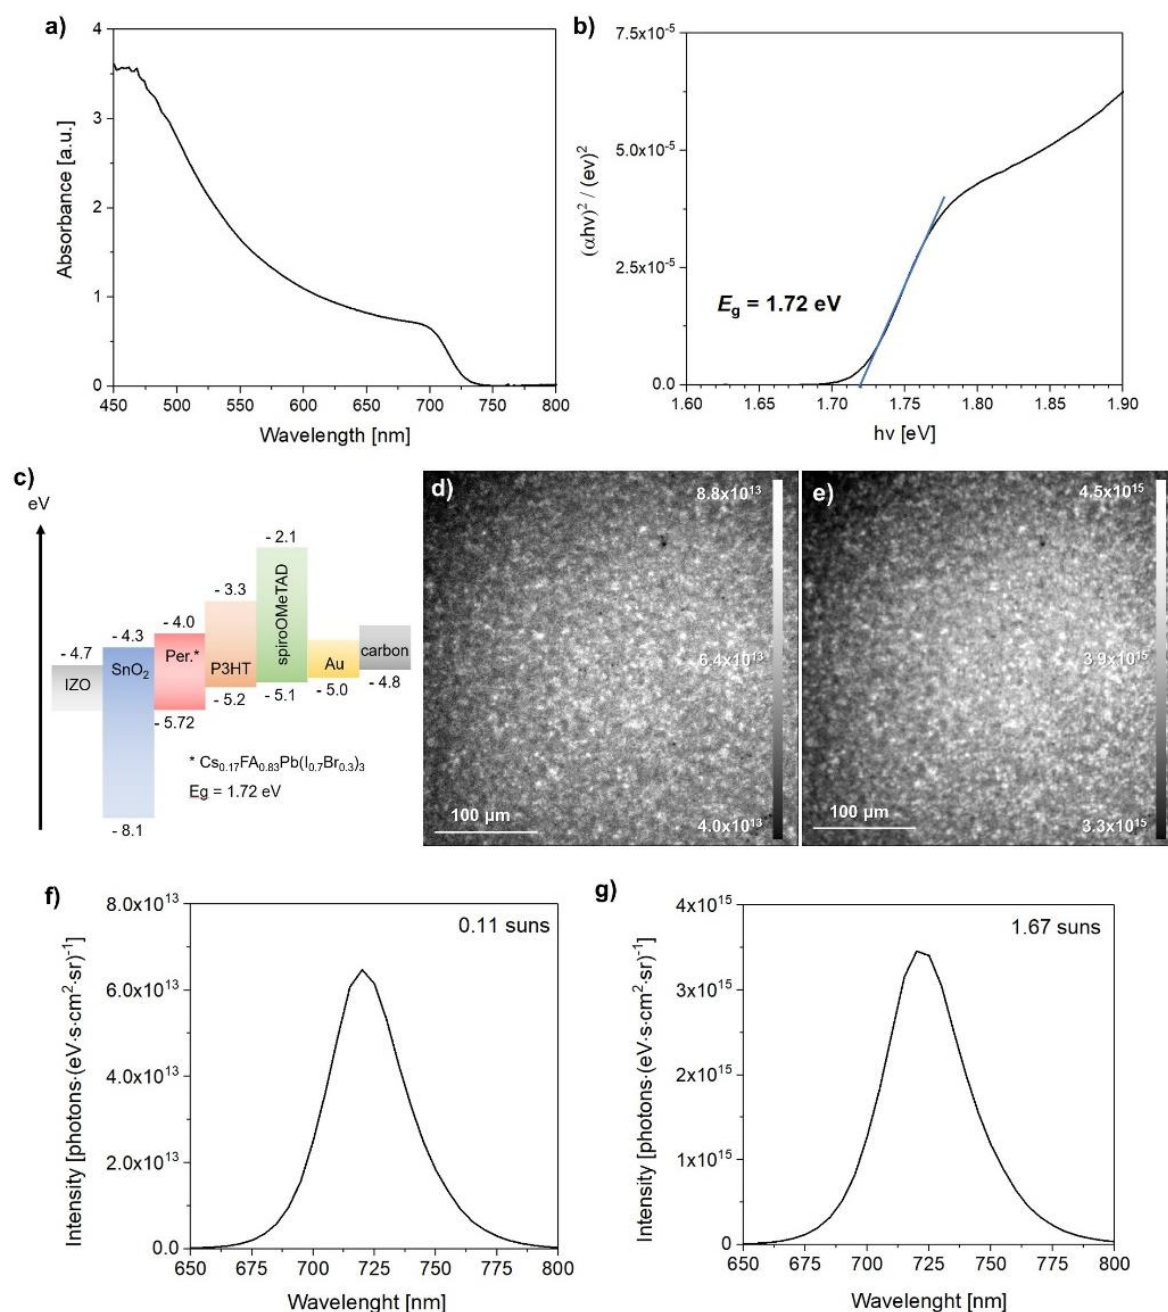 a)
4
3
2
1
0
Absorbance [a.u.]
450 500 550 600 650 700 750 800
Wavelength [nm]
b)
7.5x10⁻⁵
5.0x10⁻⁵
2.5x10⁻⁵
0.0
(αhν)² / (ev)²
E_g = 1.72 eV
1.60 1.65 1.70 1.75 1.80 1.85 1.90
hν [eV]
c)
eV
- 4.7
IZO
- 4.3
SnO₂
- 8.1
- 4.0
Per.*
- 5.72
- 3.3
P3HT
- 5.2
- 2.1
spiroOMeTAD
- 5.1
Au
- 5.0
carbon
- 4.8
* Cs₀.₁₇FA₀.₈₃Pb(I₀.₇Br₀.₃)₃
Eg = 1.72 eV
d)
8.8x10¹³
6.4x10¹³
4.0x10¹³
100 µm
e)
4.5x10¹⁵
3.9x10¹⁵
3.3x10¹⁵
100 µm
f)
8.0x10¹³
6.0x10¹³
4.0x10¹³
2.0x10¹³
0.0
Intensity [photons·(eV·s·cm²·sr)⁻¹]
0.11 suns
650 675 700 725 750 775 800
Wavelenght [nm]
g)
4x10¹⁵
3x10¹⁵
2x10¹⁵
1x10¹⁵
0
Intensity [photons·(eV·s·cm²·sr)⁻¹]
1.67 suns
650 675 700 725 750 775 800
Wavelenght [nm]